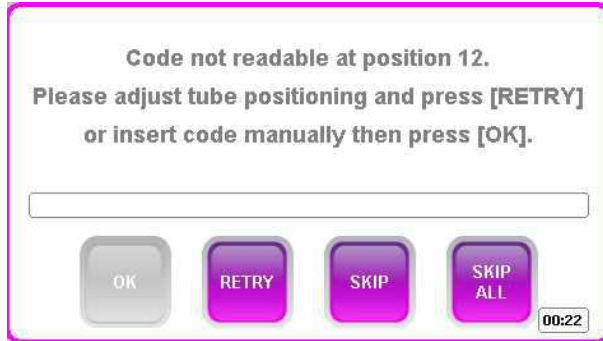 Code not readable at position 12.
Please adjust tube positioning and press [RETRY]
or insert code manually then press [OK].
OK
RETRY
SKIP
SKIP
ALL
00:22